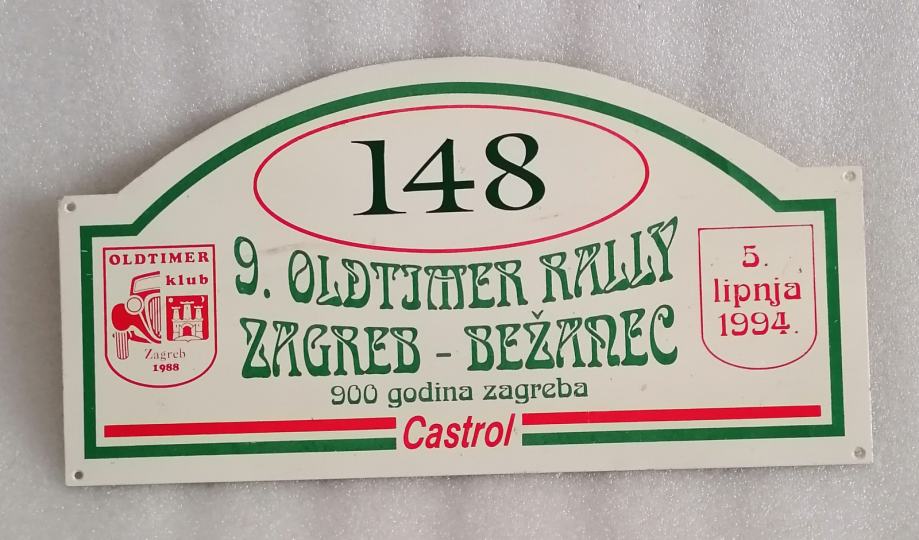 148
9. OLDTIMER RALLY
ZAGREB - BEŽANEC
900 godina zagreba
Castrol
OLDTIMER
klub
Zagreb
1988
5.
lipnja
1994.